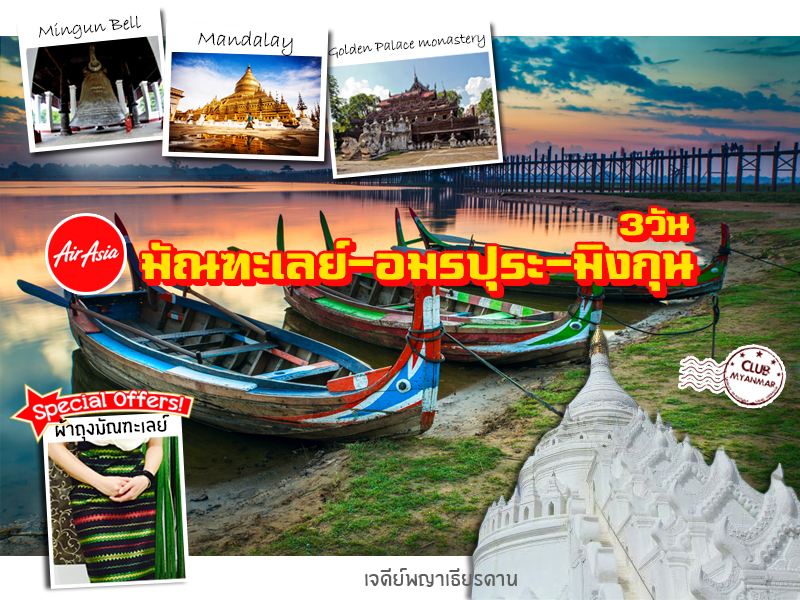 Mingun Bell
Mandalay
Golden Palace monastery
AirAsia
3วัน
มัณฑะเลย์-อมรปุระ-มิงกุน
CLUB
MYANMAR
Special Offers!
ผ้าถุงมัณฑะเลย์
เจดีย์พญาเธียรดาน